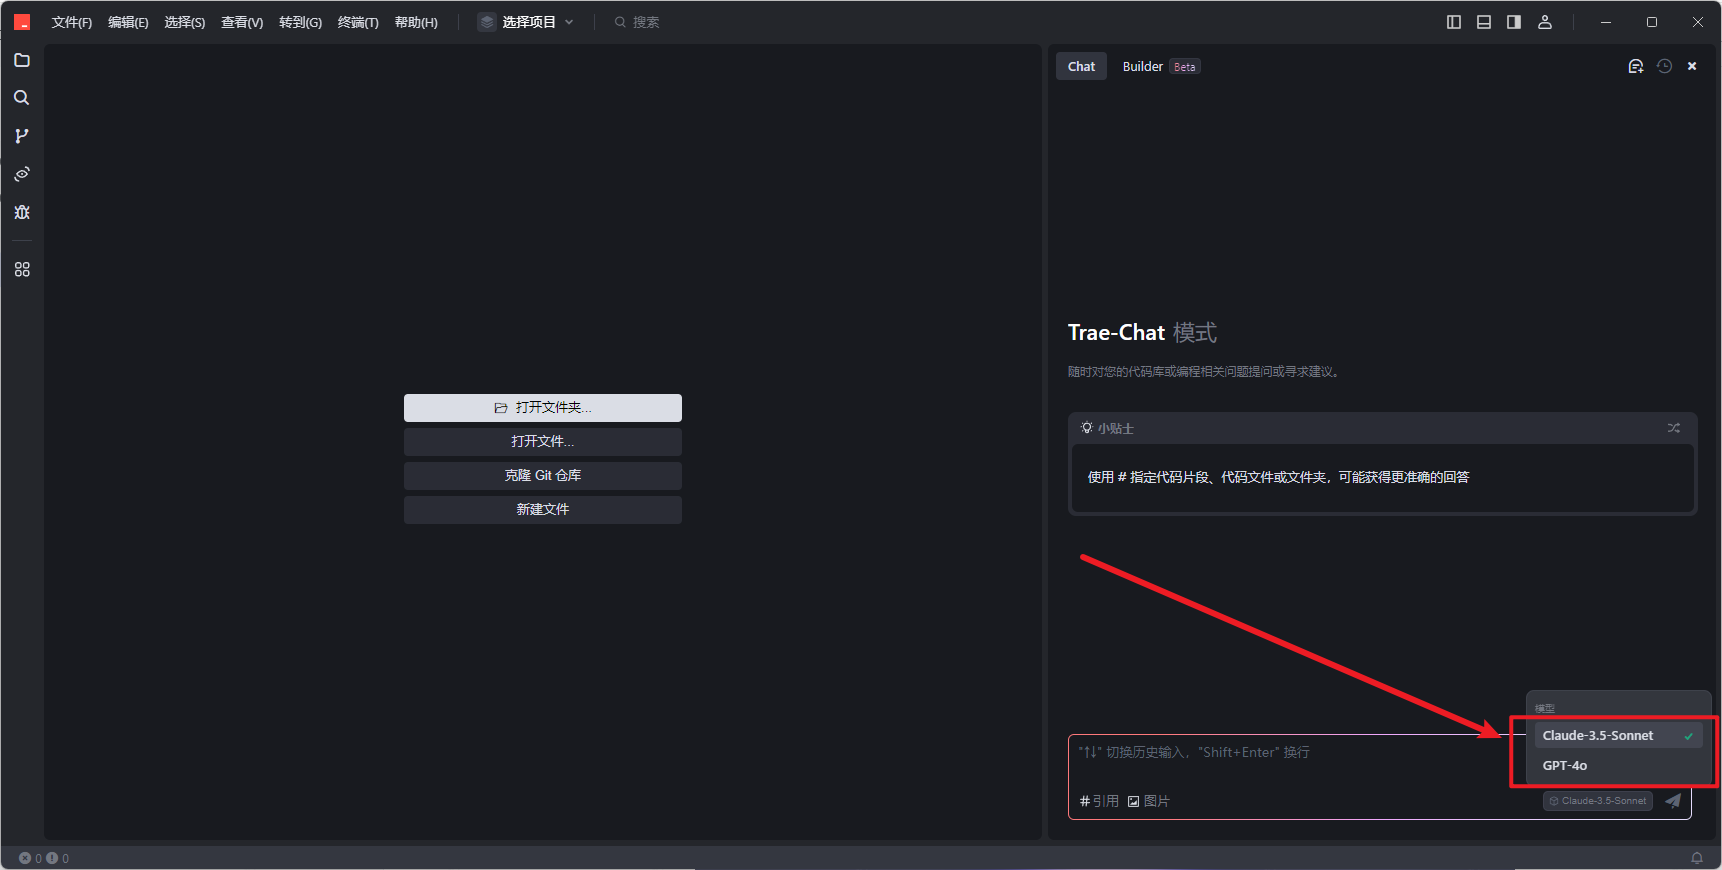 文件(F) 编辑(E) 选择(S) 查看(V) 转到(G) 终端(T) 帮助(H) 选择项目 搜索
Chat Builder Beta
Trae-Chat 模式
随时对您的代码库或编程相关问题提问或寻求建议。
小贴士
使用 # 指定代码片段、代码文件或文件夹，可能获得更准确的回答
打开文件夹...
打开文件...
克隆 Git 仓库
新建文件
模型
Claude-3.5-Sonnet
GPT-4o
"↑↓" 切换历史输入，"Shift+Enter" 换行
# 引用 图片
Claude-3.5-Sonnet
0 0